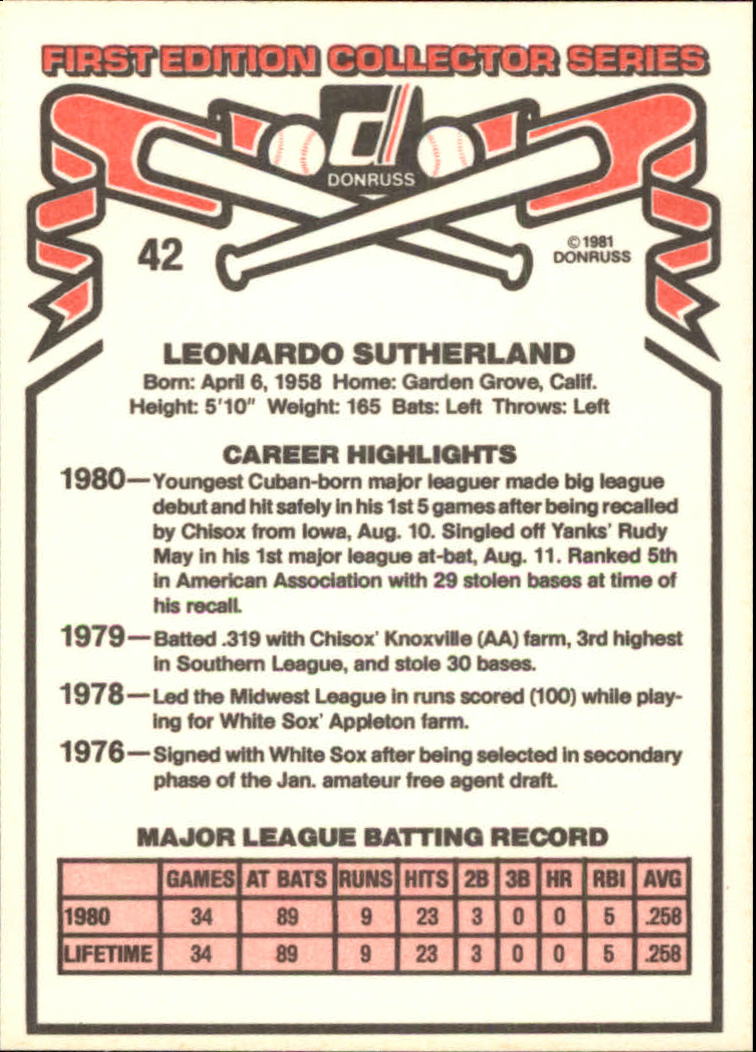 FIRST EDITION COLLECTOR SERIES
d
DONRUSS
42
© 1981
DONRUSS
LEONARDO SUTHERLAND
Born: April 6, 1958 Home: Garden Grove, Calif.
Height: 5'10" Weight: 165 Bats: Left Throws: Left
CAREER HIGHLIGHTS
1980—Youngest Cuban-born major leaguer made big league
debut and hit safely in his 1st 5 games after being recalled
by Chisox from Iowa, Aug. 10. Singled off Yanks' Rudy
May in his 1st major league at-bat, Aug. 11. Ranked 5th
in American Association with 29 stolen bases at time of
his recall.
1979—Batted .319 with Chisox' Knoxville (AA) farm, 3rd highest
in Southern League, and stole 30 bases.
1978—Led the Midwest League in runs scored (100) while play-
ing for White Sox' Appleton farm.
1976—Signed with White Sox after being selected in secondary
phase of the Jan. amateur free agent draft.
MAJOR LEAGUE BATTING RECORD
GAMES AT BATS RUNS HITS 2B 3B HR RBI AVG
1980 34 89 9 23 3 0 0 5 .258
LIFETIME 34 89 9 23 3 0 0 5 .258